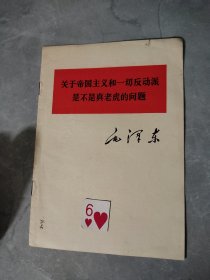 关于帝国主义和一切反动派
是不是真老虎的问题
毛泽东
6